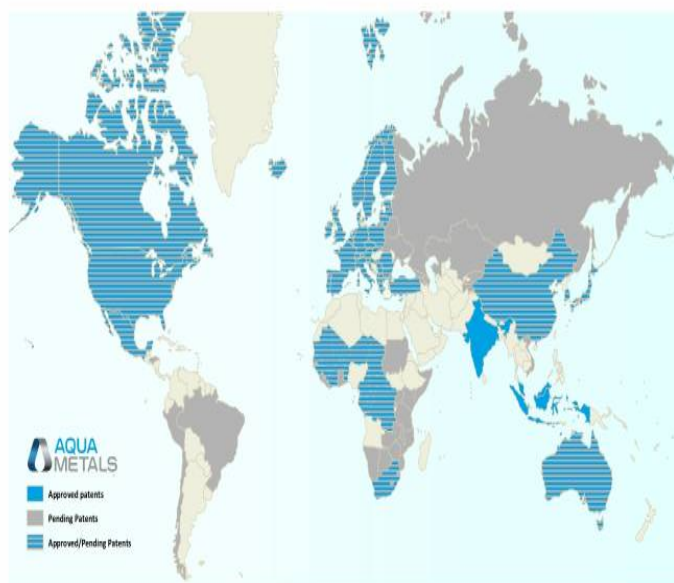 AQUA
METALS
Approved patents
Pending Patents
Approved/Pending Patents